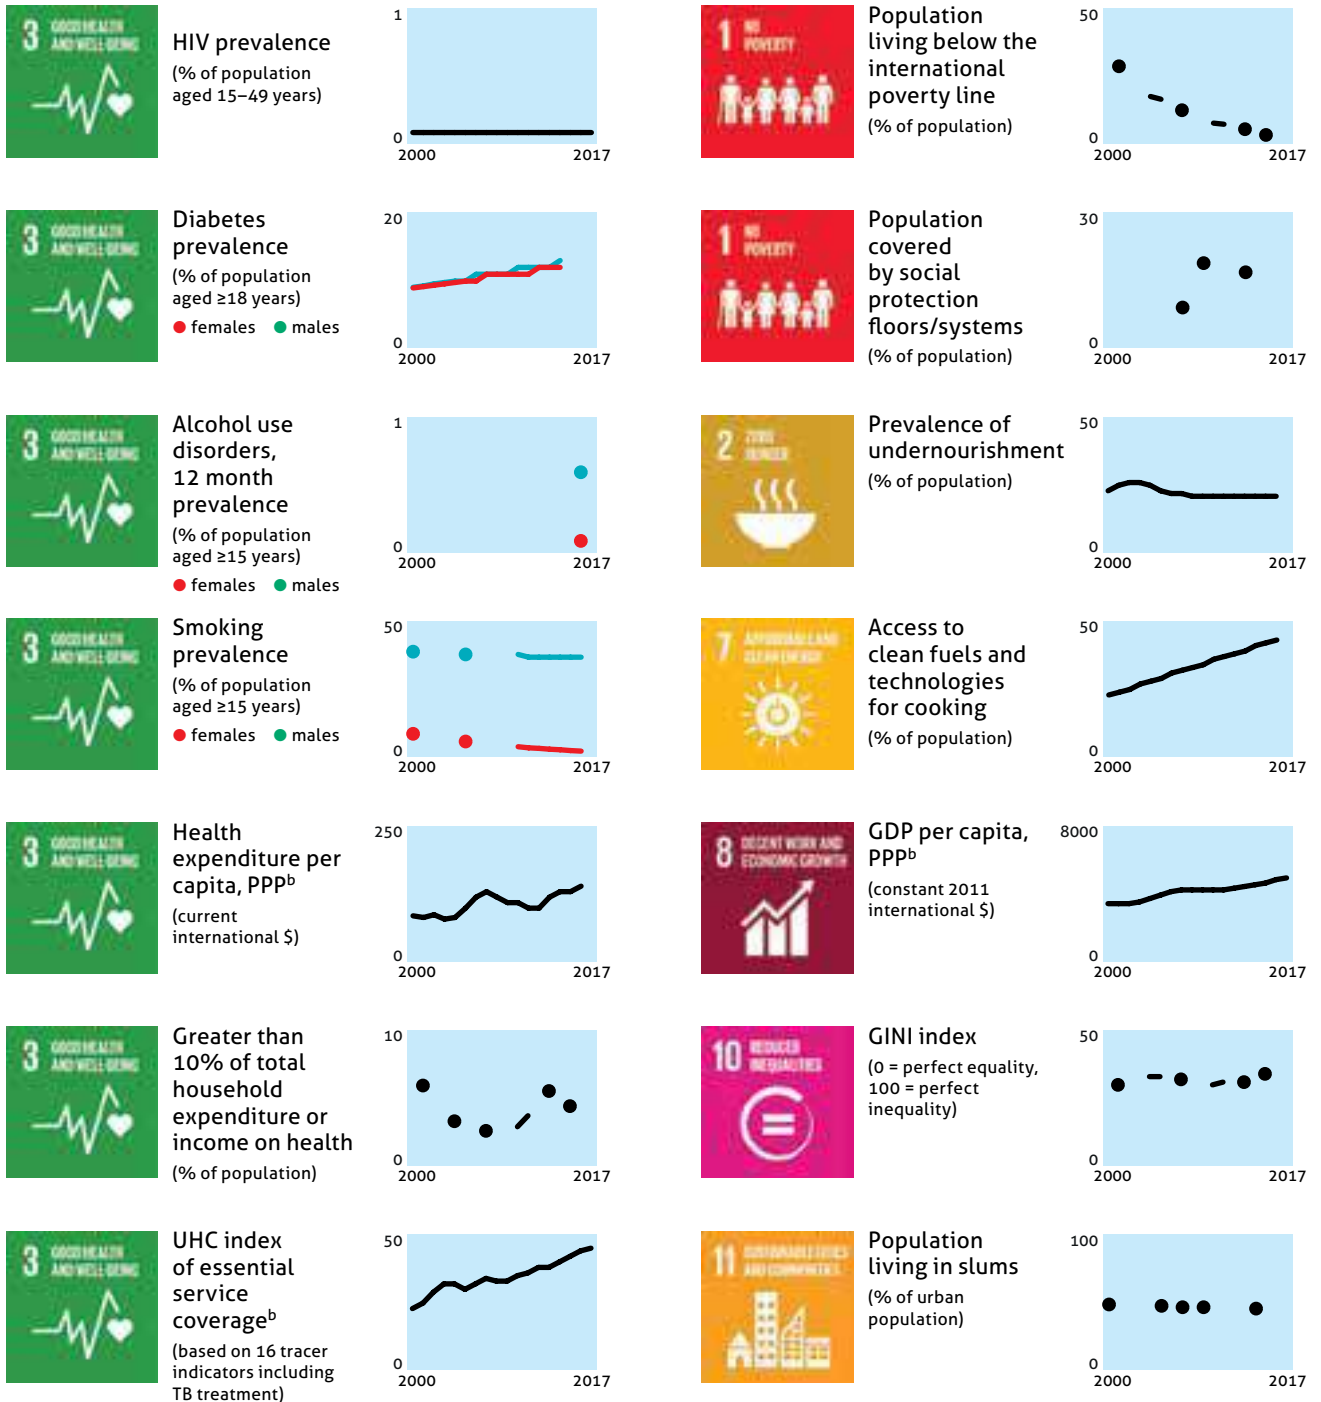 3 GOOD HEALTH
AND WELL-BEING
HIV prevalence
(% of population
aged 15–49 years)
1
0
2000 2017
3 GOOD HEALTH
AND WELL-BEING
Diabetes
prevalence
(% of population
aged ≥18 years)
females males
20
0
2000 2017
3 GOOD HEALTH
AND WELL-BEING
Alcohol use
disorders,
12 month
prevalence
(% of population
aged ≥15 years)
females males
1
0
2000 2017
3 GOOD HEALTH
AND WELL-BEING
Smoking
prevalence
(% of population
aged ≥15 years)
females males
50
0
2000 2017
3 GOOD HEALTH
AND WELL-BEING
Health
expenditure per
capita, PPPᵇ
(current
international $)
250
0
2000 2017
3 GOOD HEALTH
AND WELL-BEING
Greater than
10% of total
household
expenditure or
income on health
(% of population)
10
0
2000 2017
3 GOOD HEALTH
AND WELL-BEING
UHC index
of essential
service
coverageᵇ
(based on 16 tracer
indicators including
TB treatment)
50
0
2000 2017
1 NO
POVERTY
Population
living below the
international
poverty line
(% of population)
50
0
2000 2017
1 NO
POVERTY
Population
covered
by social
protection
floors/systems
(% of population)
30
0
2000 2017
2 ZERO
HUNGER
Prevalence of
undernourishment
(% of population)
50
0
2000 2017
7 AFFORDABLE AND
CLEAN ENERGY
Access to
clean fuels and
technologies
for cooking
(% of population)
50
0
2000 2017
8 DECENT WORK AND
ECONOMIC GROWTH
GDP per capita,
PPPᵇ
(constant 2011
international $)
8000
0
2000 2017
10 REDUCED
INEQUALITIES
GINI index
(0 = perfect equality,
100 = perfect
inequality)
50
0
2000 2017
11 SUSTAINABLE CITIES
AND COMMUNITIES
Population
living in slums
(% of urban
population)
100
0
2000 2017